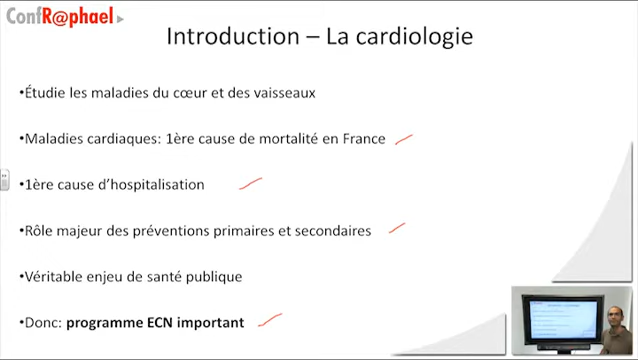 ConfR@phael
Introduction – La cardiologie
•Étudie les maladies du cœur et des vaisseaux
•Maladies cardiaques: 1ère cause de mortalité en France
•1ère cause d’hospitalisation
•Rôle majeur des préventions primaires et secondaires
•Véritable enjeu de santé publique
•Donc: programme ECN important